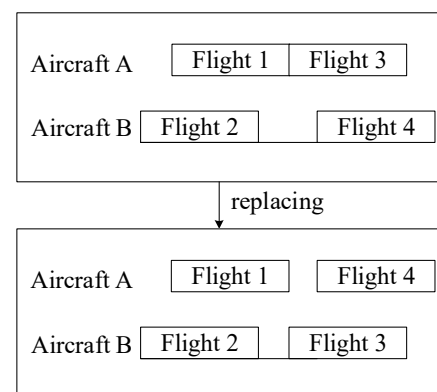 Aircraft A Flight 1 Flight 3
Aircraft B Flight 2 Flight 4
replacing
Aircraft A Flight 1 Flight 4
Aircraft B Flight 2 Flight 3